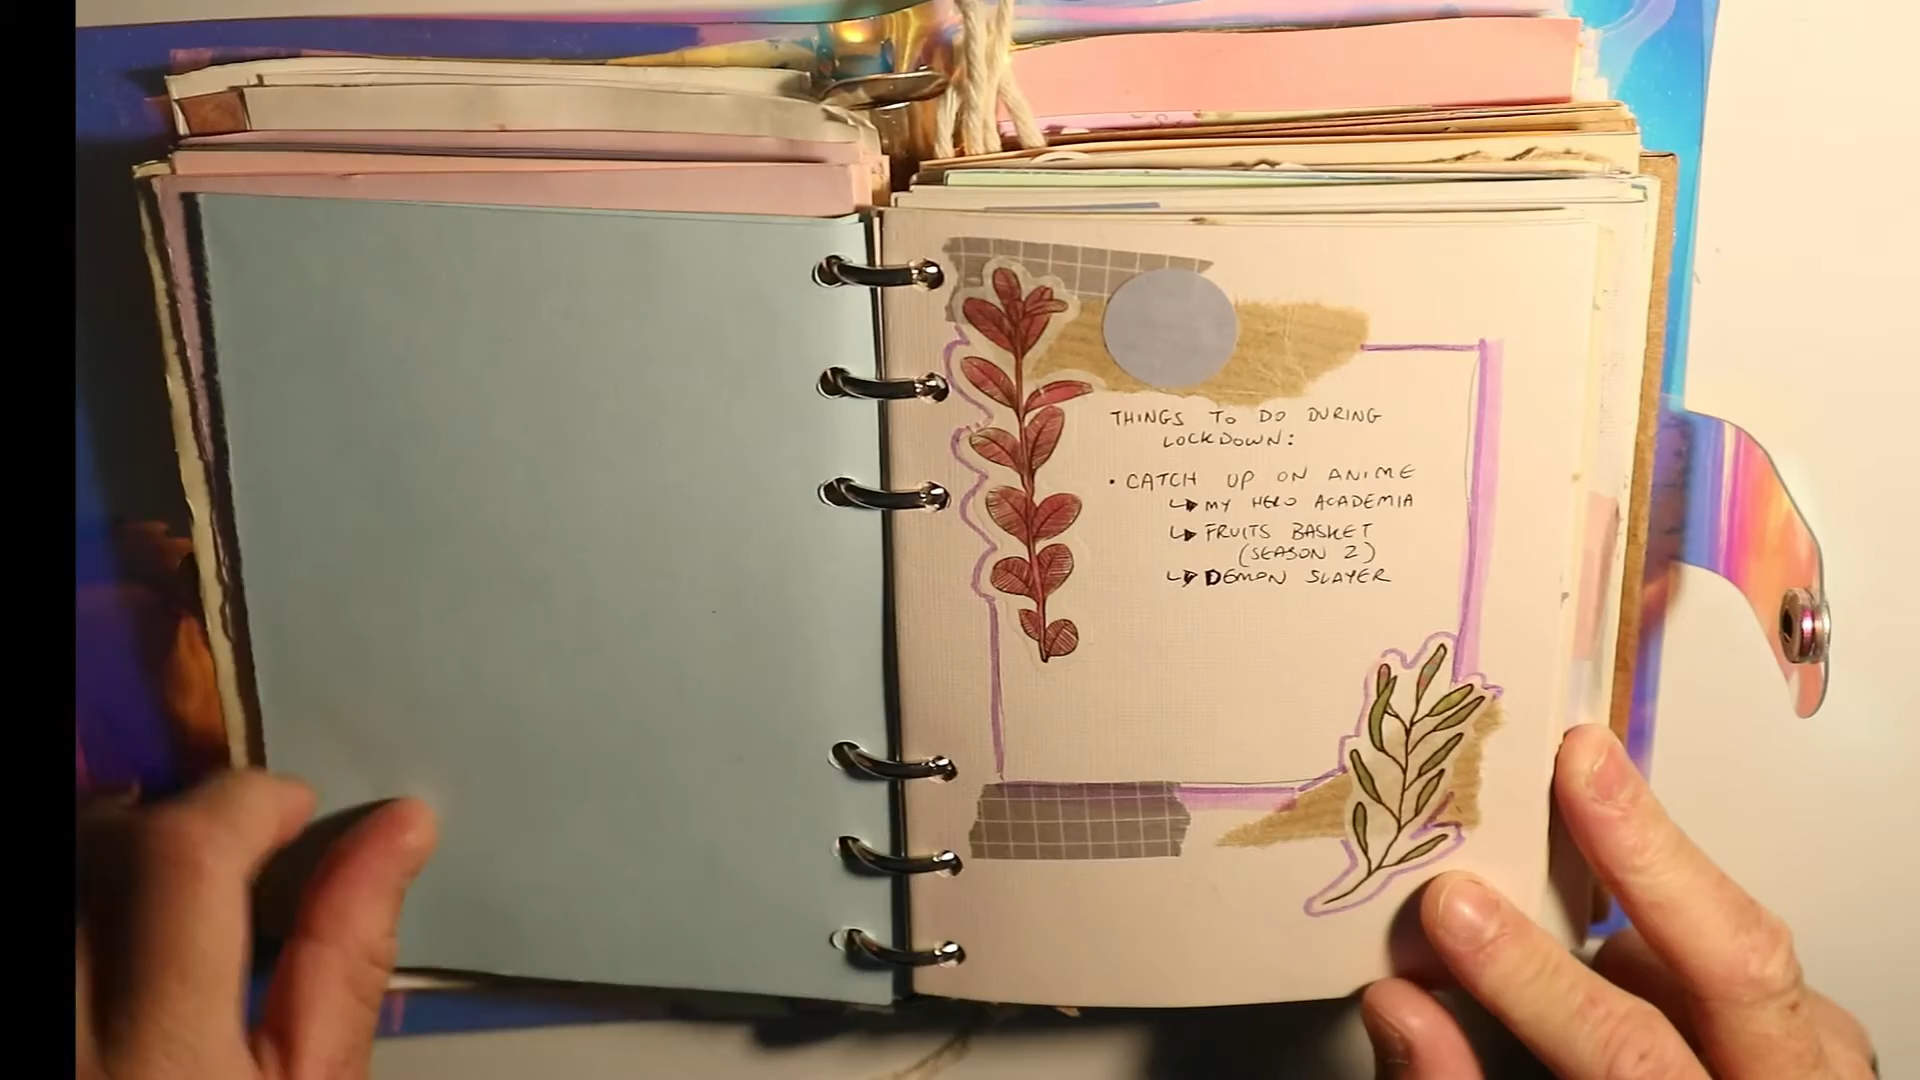 THINGS TO DO DURING
LOCKDOWN:
• CATCH UP ON ANIME
↳ MY HERO ACADEMIA
↳ FRUITS BASKET
(SEASON 2)
↳ DEMON SLAYER